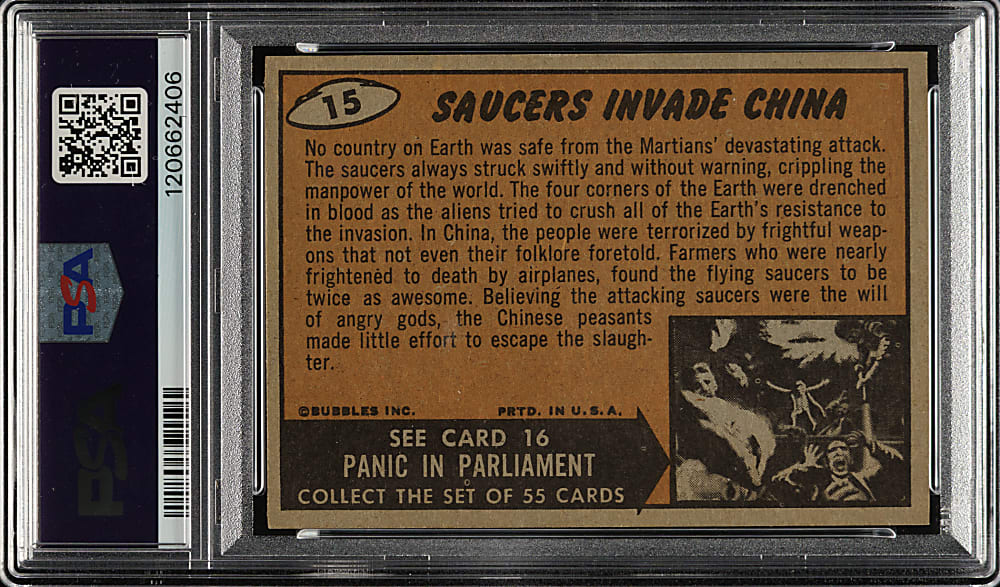 1206662406
PSA
PSA
15
SAUCERS INVADE CHINA
No country on Earth was safe from the Martians' devastating attack.
The saucers always struck swiftly and without warning, crippling the
manpower of the world. The four corners of the Earth were drenched
in blood as the aliens tried to crush all of the Earth's resistance to
the invasion. In China, the people were terrorized by frightful weap-
ons that not even their folklore foretold. Farmers who were nearly
frightened to death by airplanes, found the flying saucers to be
twice as awesome. Believing the attacking saucers were the will
of angry gods, the Chinese peasants
made little effort to escape the slaugh-
ter.
©BUBBLES INC. PRTD. IN U.S.A.
SEE CARD 16
PANIC IN PARLIAMENT
COLLECT THE SET OF 55 CARDS